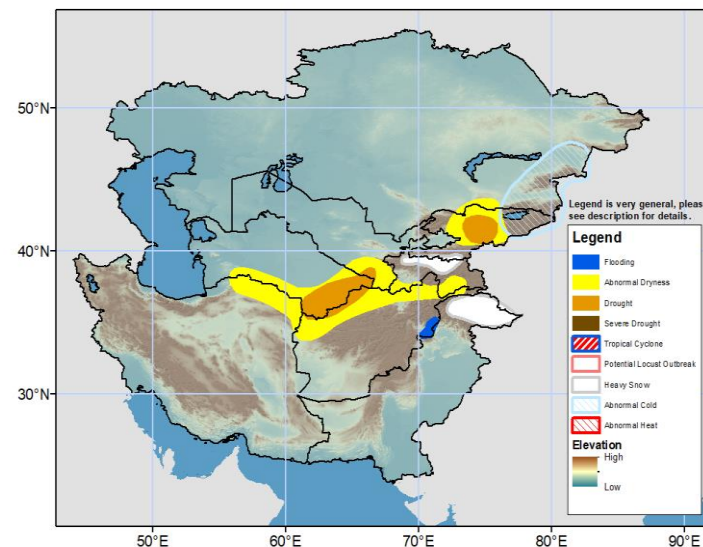 50°N
40°N
30°N
50°E
60°E
70°E
80°E
90°E
Legend is very general, pleas
see description for details.
Legend
Flooding
Abnormal Dryness
Drought
Severe Drought
Tropical Cyclone
Potential Locust Outbreak
Heavy Snow
Abnormal Cold
Abnormal Heat
Elevation
High
Low